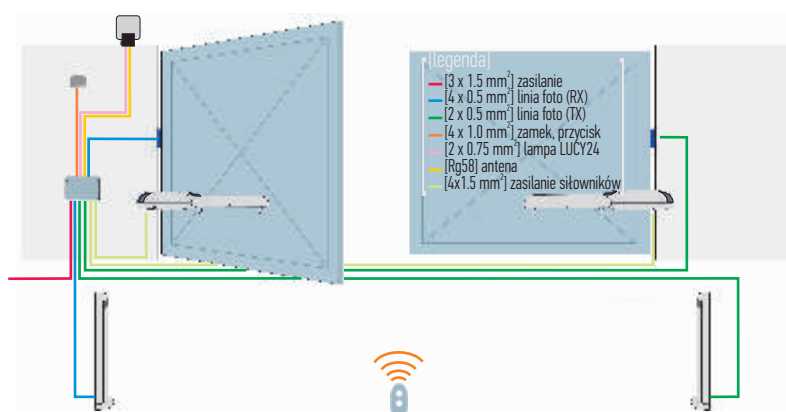 [legenda]
[3 x 1.5 mm²] zasilanie
[4 x 0.5 mm²] linia foto (RX)
[2 x 0.5 mm²] linia foto (TX)
[4 x 1.0 mm²] zamek, przycisk
[2 x 0.75 mm²] lampa LUCY24
[Rg58] antena
[4x1.5 mm²] zasilanie siłowników